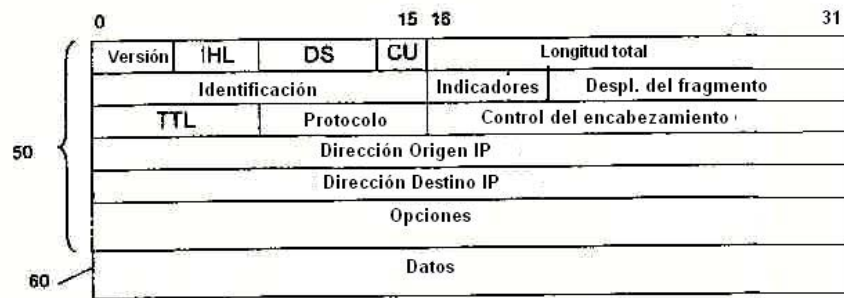 0 15 16 31
Versión IHL DS CU Longitud total
Identificación Indicadores Despl. del fragmento
TTL Protocolo Control del encabezamiento
50
Dirección Origen IP
Dirección Destino IP
Opciones
Datos
60